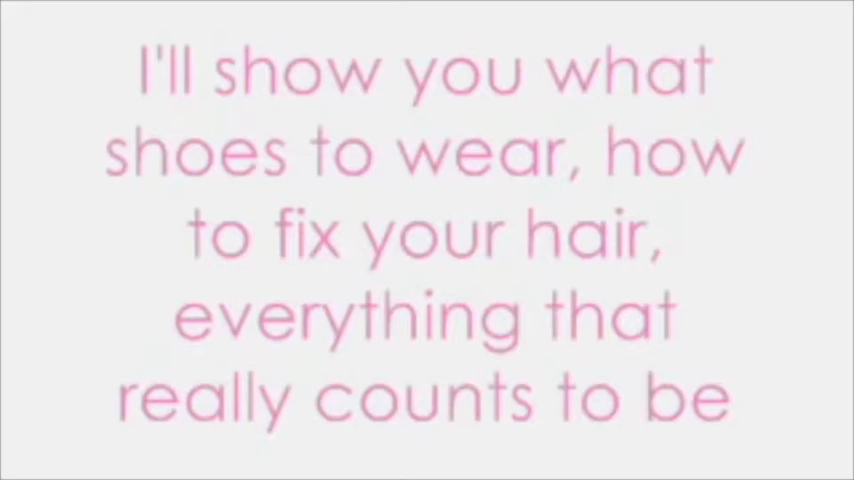 I'll show you what
shoes to wear, how
to fix your hair,
everything that
really counts to be